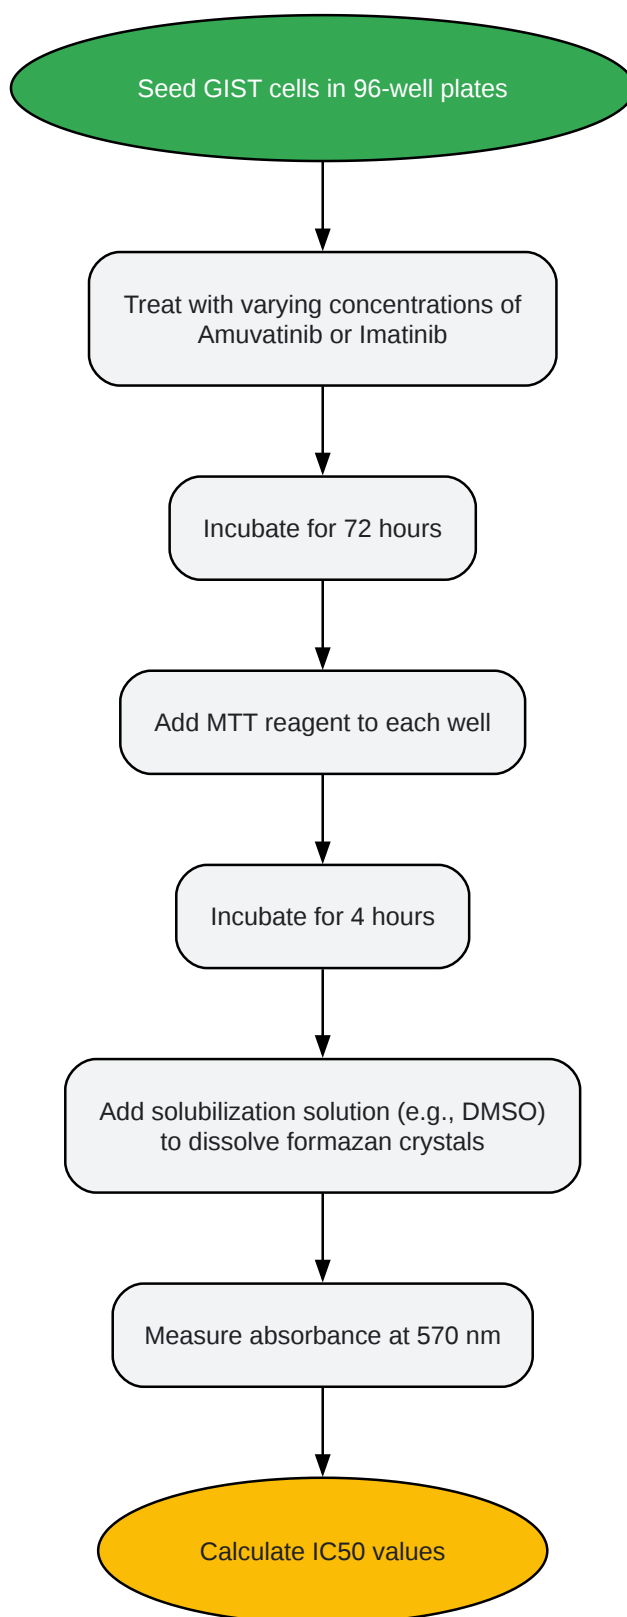 Seed GIST cells in 96-well plates
Treat with varying concentrations of
Amuvatinib or Imatinib
Incubate for 72 hours
Add MTT reagent to each well
Incubate for 4 hours
Add solubilization solution (e.g., DMSO)
to dissolve formazan crystals
Measure absorbance at 570 nm
Calculate IC50 values